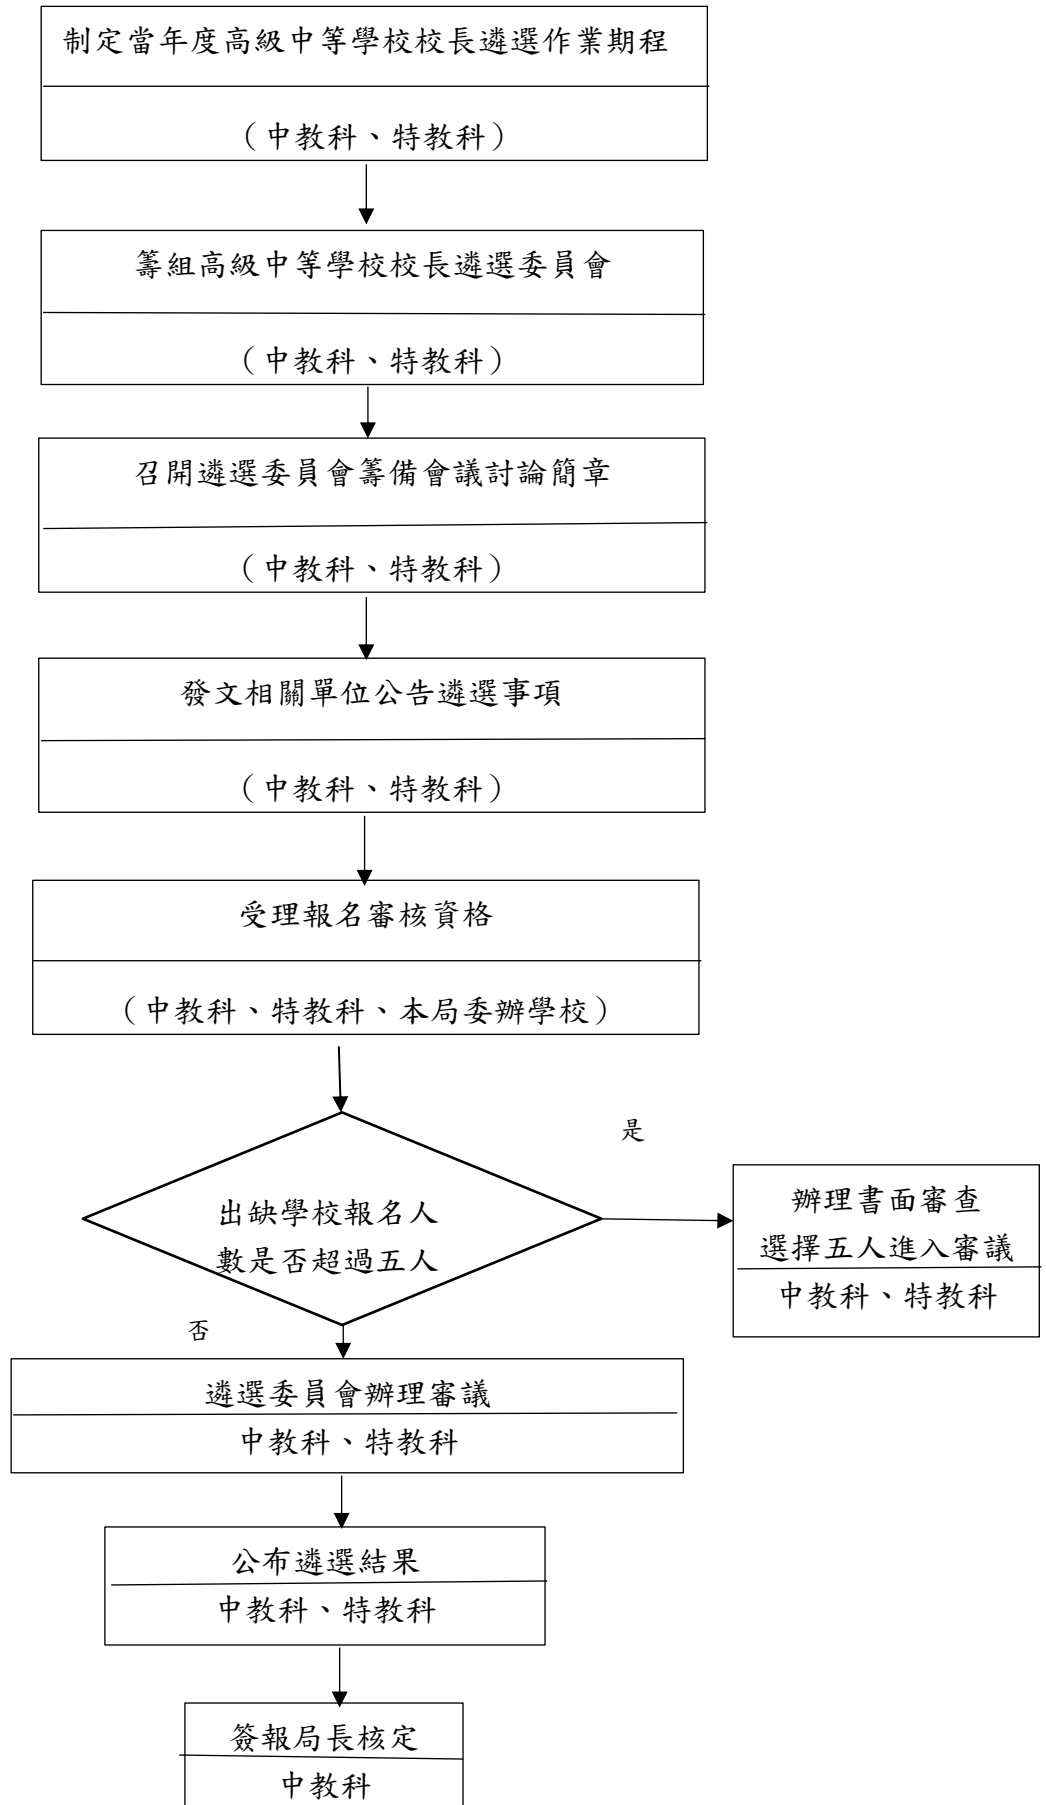 制定當年度高級中等學校校長遴選作業期程
（中教科、特教科）
籌組高級中等學校校長遴選委員會
（中教科、特教科）
召開遴選委員會籌備會議討論簡章
（中教科、特教科）
發文相關單位公告遴選事項
（中教科、特教科）
受理報名審核資格
（中教科、特教科、本局委辦學校）
出缺學校報名人
數是否超過五人
是
辦理書面審查
選擇五人進入審議
中教科、特教科
否
遴選委員會辦理審議
中教科、特教科
公布遴選結果
中教科、特教科
簽報局長核定
中教科